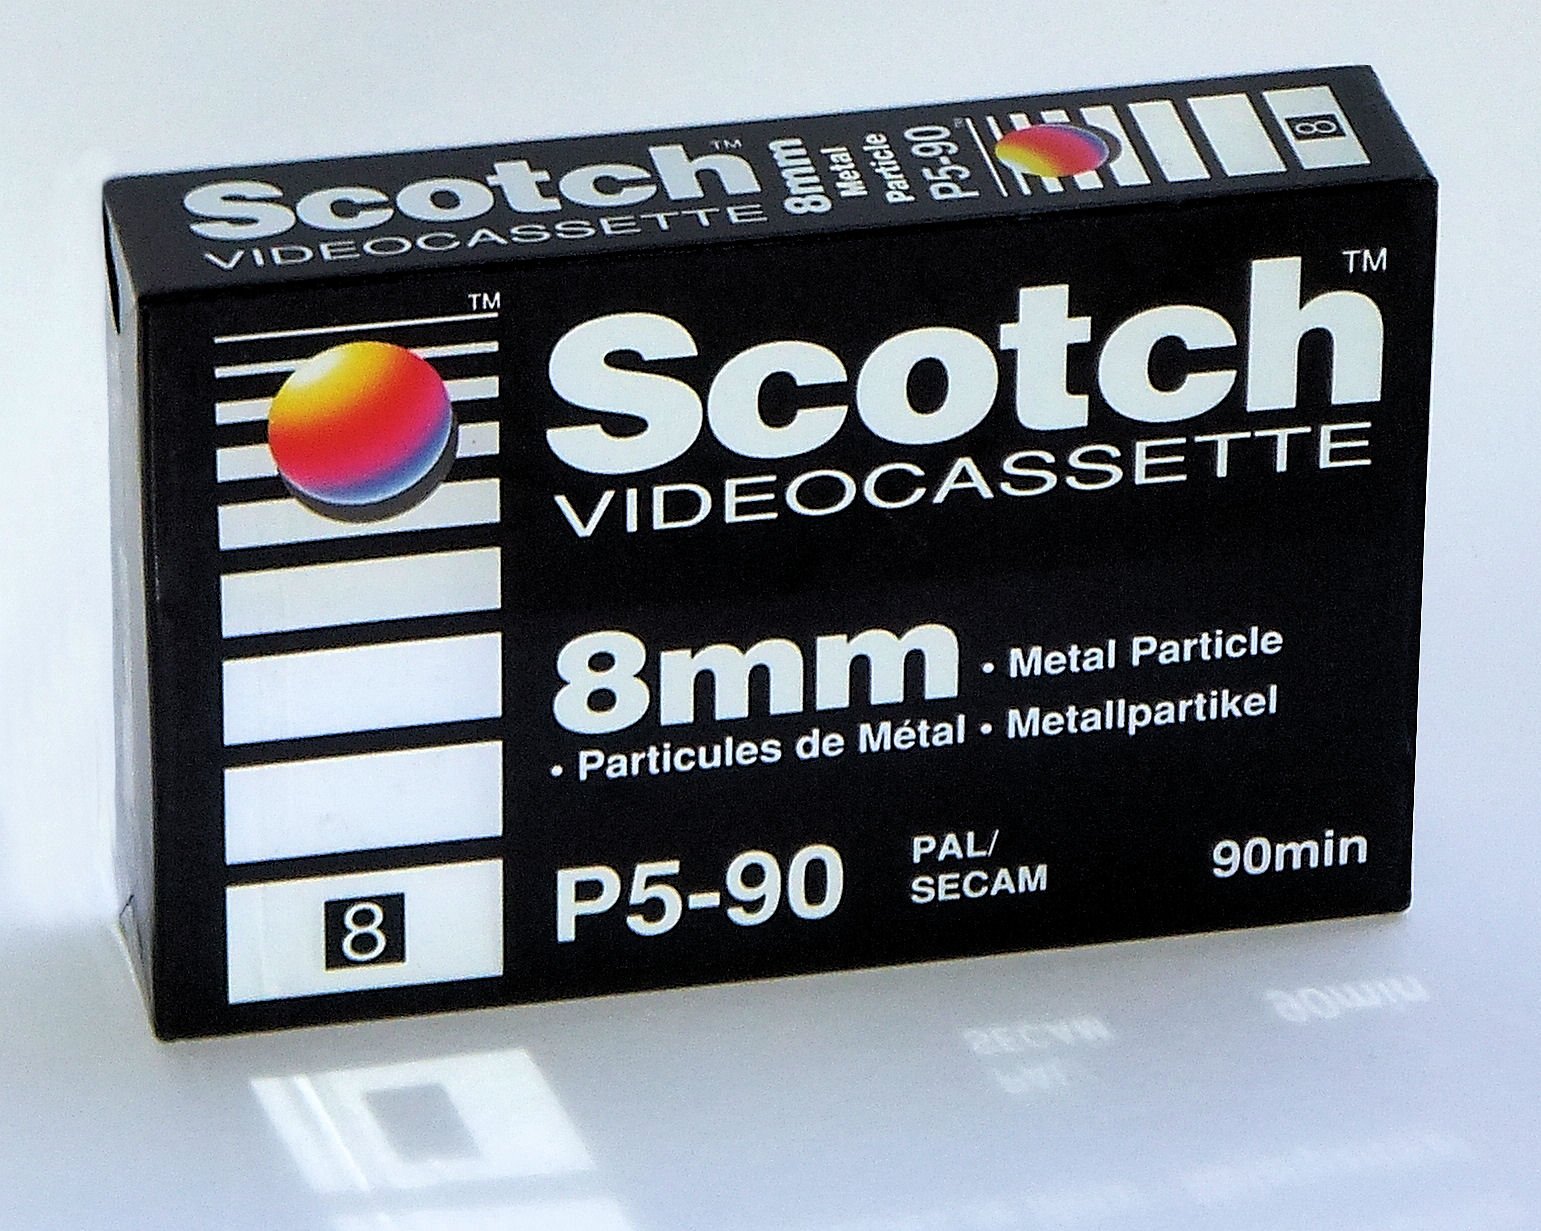 Scotch™
VIDEOCASSETTE
8mm
Metal
Particle
P5-90
8
™
Scotch™
VIDEOCASSETTE
8mm • Metal Particle
• Particules de Métal • Metallpartikel
P5-90
PAL/
SECAM
90min
8